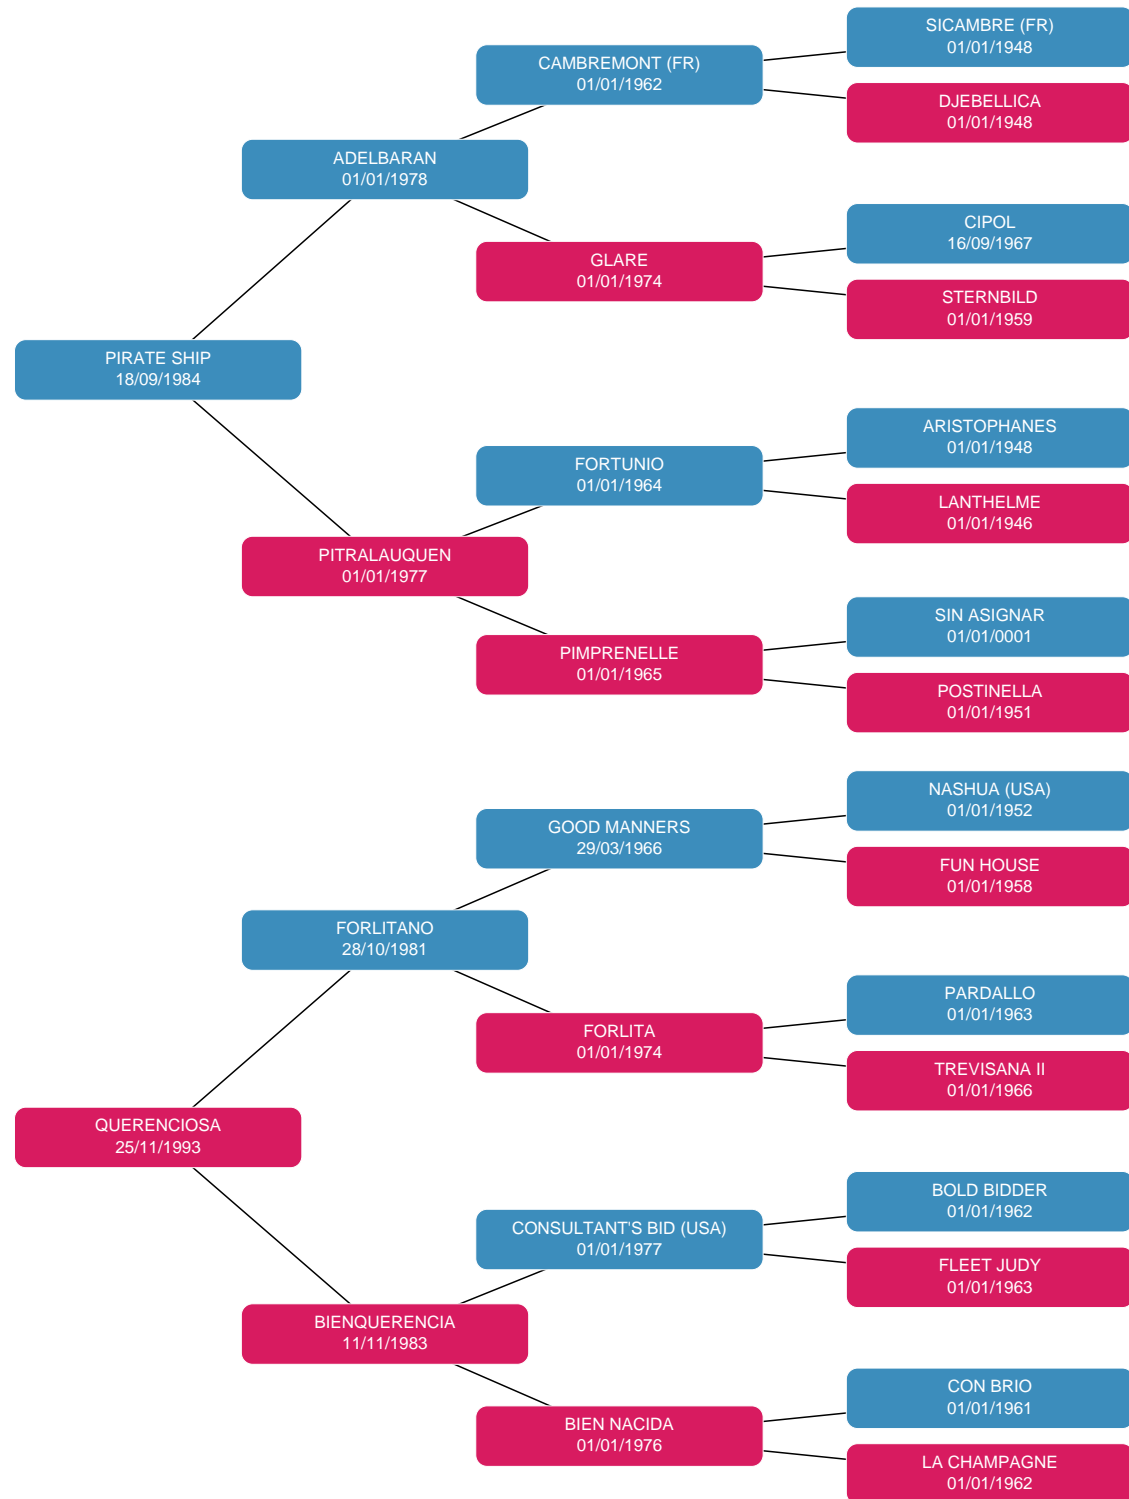 SICAMBRE (FR)
01/01/1948
CAMBREMONT (FR)
01/01/1962
DJEBELLICA
01/01/1948
ADELBARAN
01/01/1978
CIPOL
16/09/1967
GLARE
01/01/1974
STERNBILD
01/01/1959
PIRATE SHIP
18/09/1984
ARISTOPHANES
01/01/1948
FORTUNIO
01/01/1964
LANTHELME
01/01/1946
PITRALAUQUEN
01/01/1977
SIN ASIGNAR
01/01/0001
PIMPRENELLE
01/01/1965
POSTINELLA
01/01/1951
NASHUA (USA)
01/01/1952
GOOD MANNERS
29/03/1966
FUN HOUSE
01/01/1958
FORLITANO
28/10/1981
PARDALLO
01/01/1963
FORLITA
01/01/1974
TREVISANA II
01/01/1966
QUERENCIOSA
25/11/1993
BOLD BIDDER
01/01/1962
CONSULTANT'S BID (USA)
01/01/1977
FLEET JUDY
01/01/1963
BIENQUERENCIA
11/11/1983
CON BRIO
01/01/1961
BIEN NACIDA
01/01/1976
LA CHAMPAGNE
01/01/1962